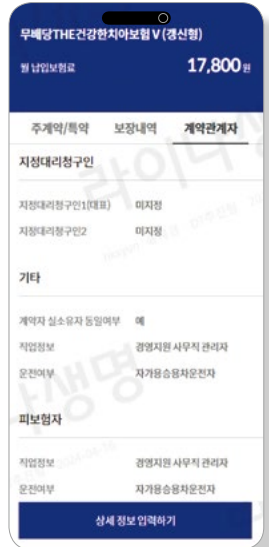 무배당THE건강한치아보험 V (갱신형)
월 납입보험료 17,800 원
주계약/특약 보장내역 계약관계자
지정대리청구인
지정대리청구인1(대표) 미지정
지정대리청구인2 미지정
기타
계약자 실소유자 동일여부 예
직업정보 경영지원 사무직 관리자
운전여부 자가용승용차운전자
피보험자
직업정보 경영지원 사무직 관리자
운전여부 자가용승용차운전자
상세 정보 입력하기